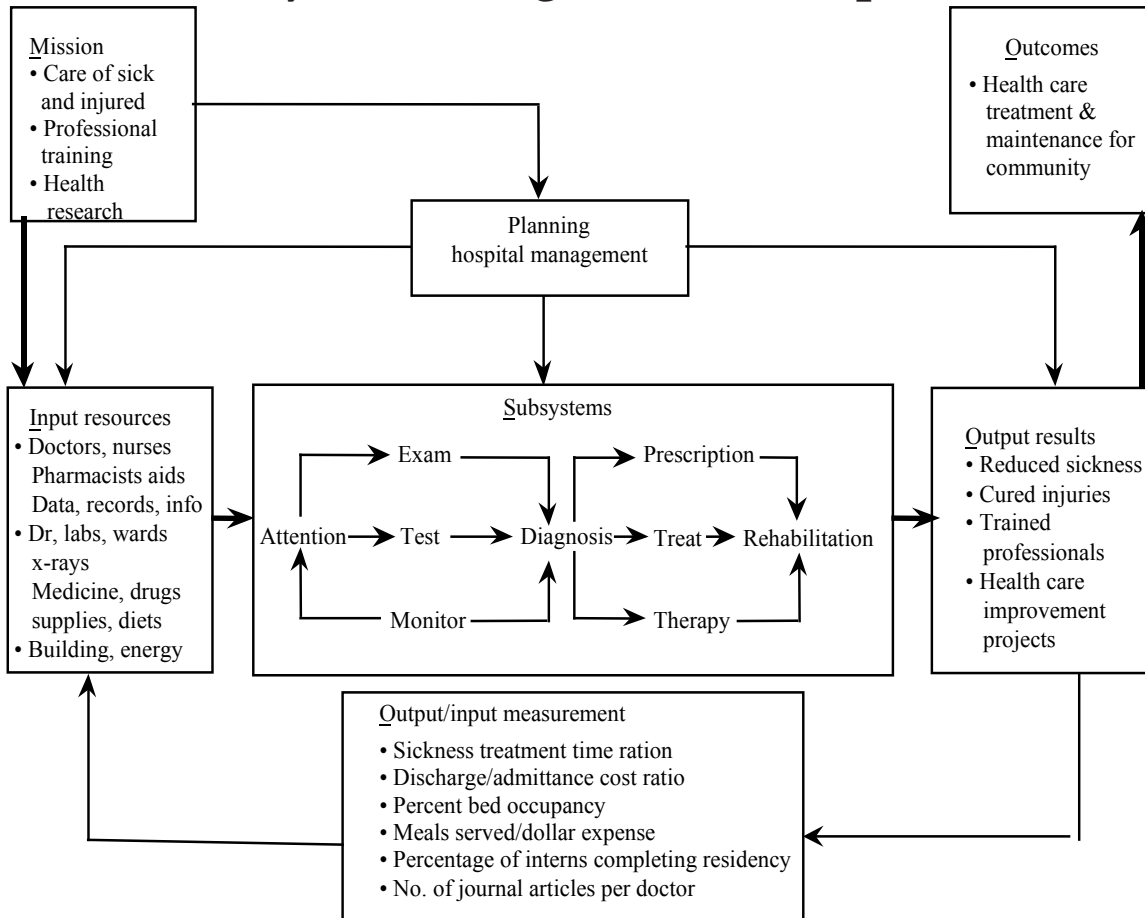 Mission
• Care of sick
and injured
• Professional
training
• Health
research
Outcomes
• Health care
treatment &
maintenance for
community
Planning
hospital management
Input resources
• Doctors, nurses
Pharmacists aids
Data, records, info
• Dr, labs, wards
x-rays
Medicine, drugs
supplies, diets
• Building, energy
Subsystems
Exam
Prescription
Attention
Test
Diagnosis
Treat
Rehabilitation
Monitor
Therapy
Output results
• Reduced sickness
• Cured injuries
• Trained
professionals
• Health care
improvement
projects
Output/input measurement
• Sickness treatment time ration
• Discharge/admittance cost ratio
• Percent bed occupancy
• Meals served/dollar expense
• Percentage of interns completing residency
• No. of journal articles per doctor